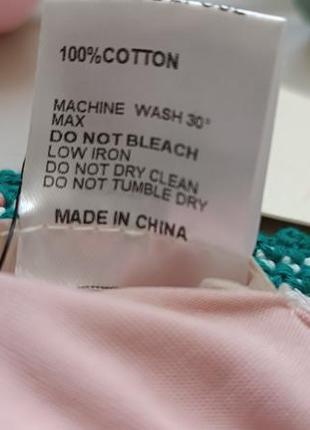 100%COTTON
MACHINE WASH 30°
MAX
DO NOT BLEACH
LOW IRON
DO NOT DRY CLEAN
DO NOT TUMBLE DRY
MADE IN CHINA